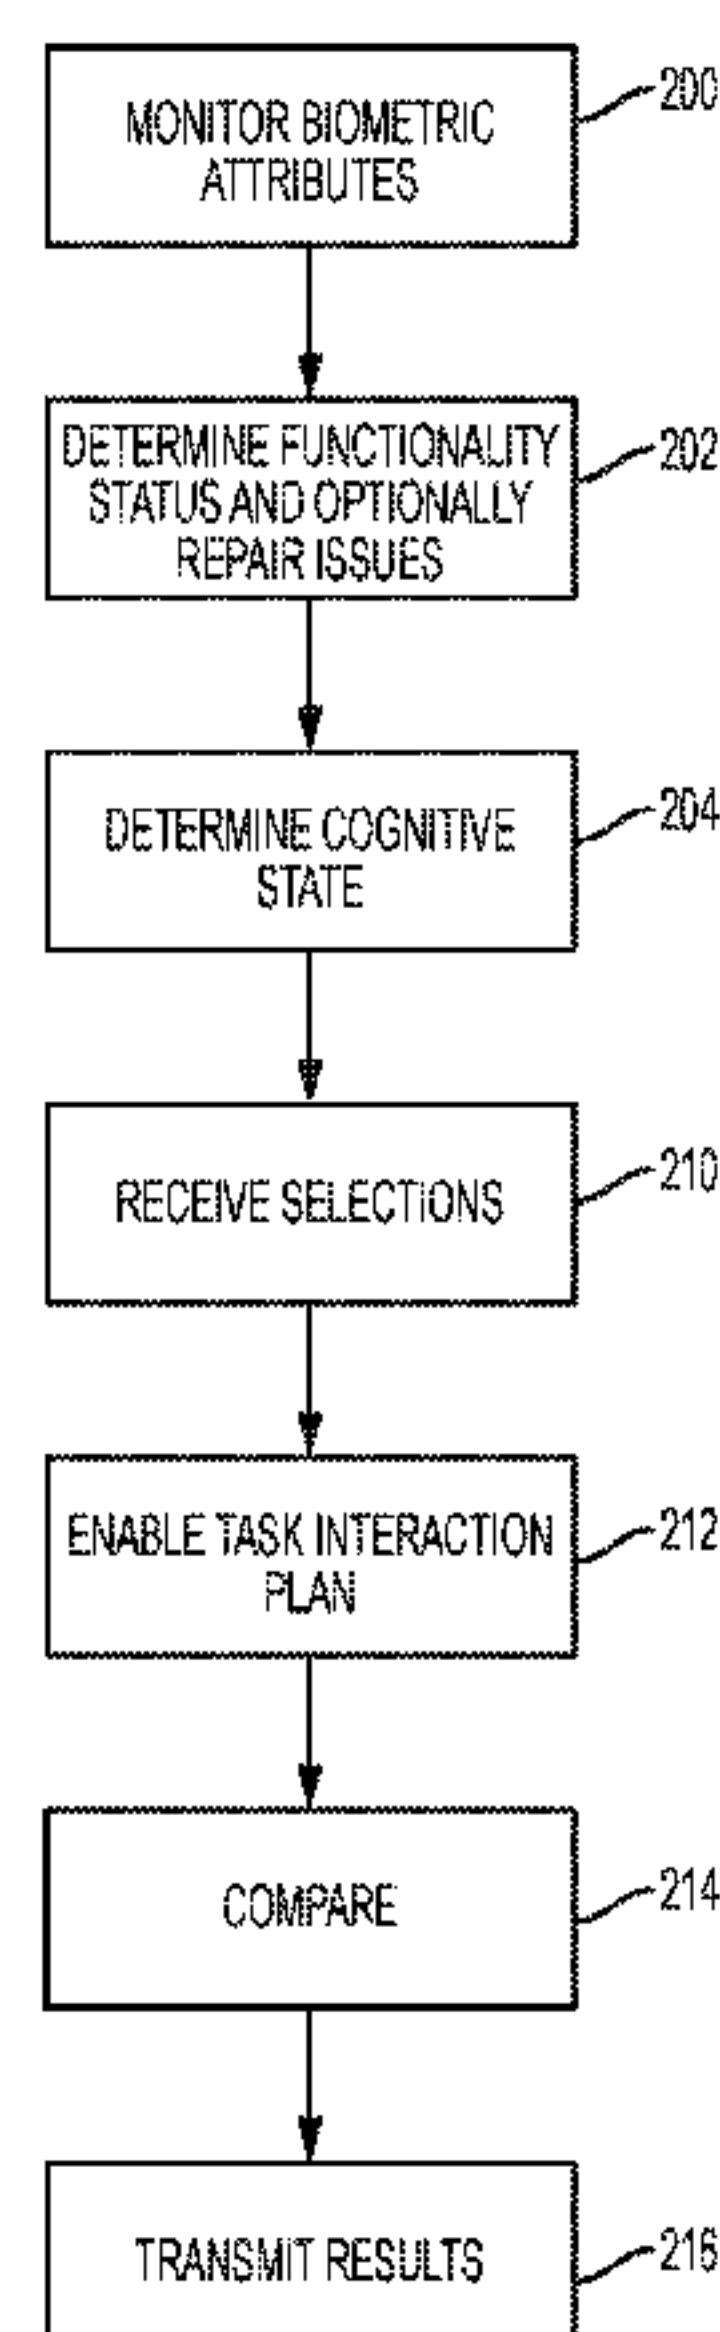 MONITOR BIOMETRIC
ATTRIBUTES
200
DETERMINE FUNCTIONALITY
STATUS AND OPTIONALLY
REPAIR ISSUES
202
DETERMINE COGNITIVE
STATE
204
RECEIVE SELECTIONS
210
ENABLE TASK INTERACTION
PLAN
212
COMPARE
214
TRANSMIT RESULTS
216